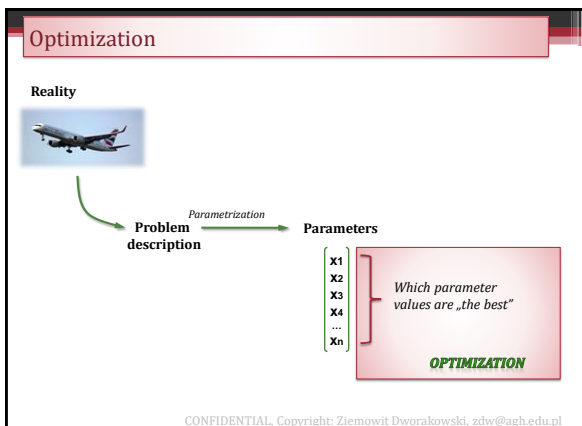 Optimization
Reality
Parametrization
Problem
description
Parameters
x1
x2
x3
x4
...
xn
Which parameter
values are „the best”
OPTIMIZATION
CONFIDENTIAL, Copyright: Ziemowit Dworakowski, zdw@agh.edu.pl